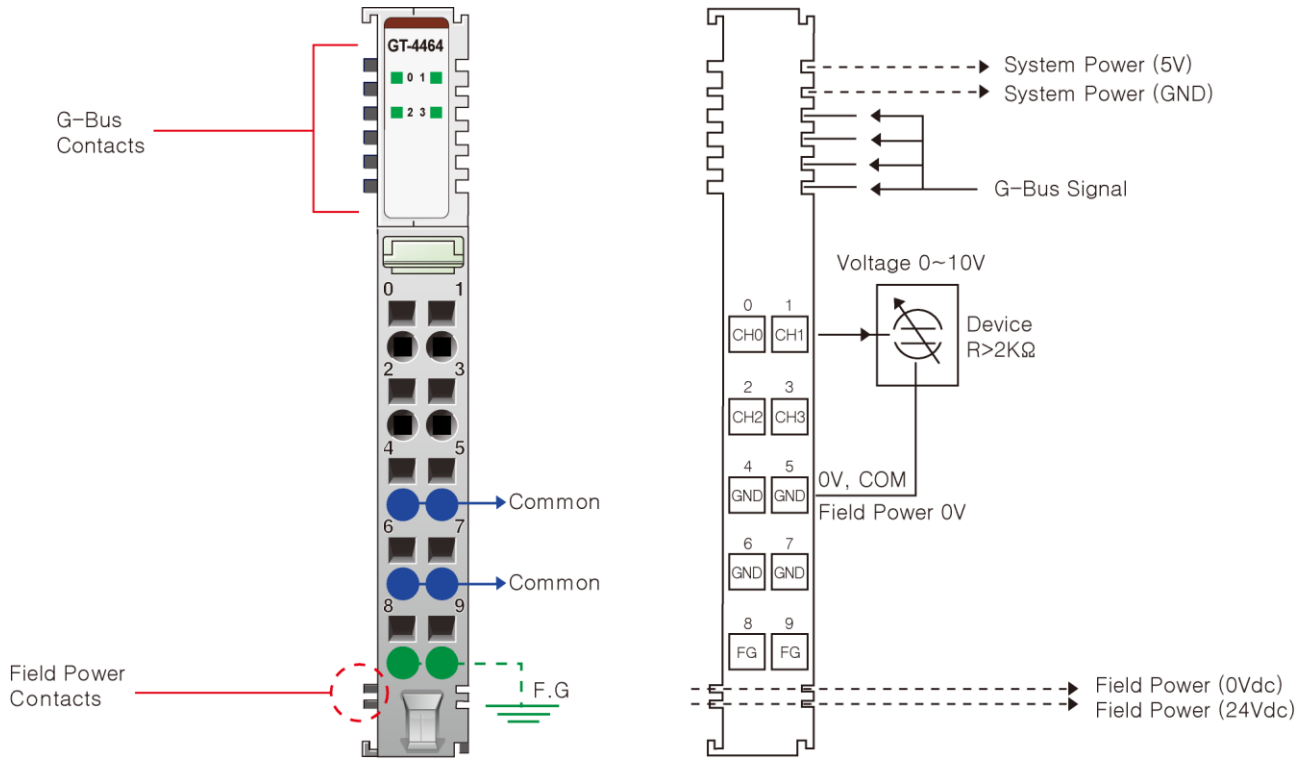 GT-4464
0 1
2 3
G-Bus
Contacts
0 1
2 3
4 5
Common
6 7
Common
8 9
F.G
Field Power
Contacts
System Power (5V)
System Power (GND)
G-Bus Signal
Voltage 0~10V
Device
R>2KΩ
0 1
CH0 CH1
2 3
CH2 CH3
4 5
GND GND
0V, COM
Field Power 0V
6 7
GND GND
8 9
FG FG
Field Power (0Vdc)
Field Power (24Vdc)